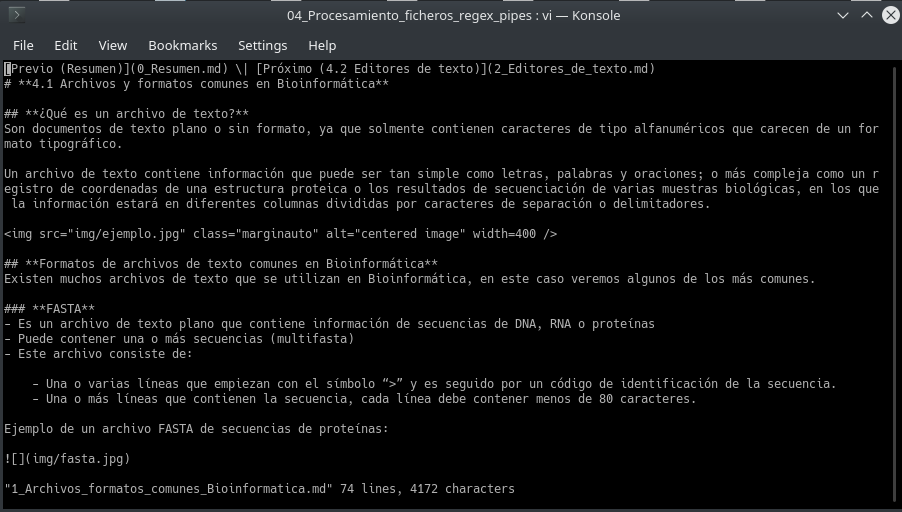 04_Procesamiento_ficheros_regex_pipes : vi — Konsole
File Edit View Bookmarks Settings Help
[Previo (Resumen)](0_Resumen.md) \| [Próximo (4.2 Editores de texto)](2_Editores_de_texto.md)
# **4.1 Archivos y formatos comunes en Bioinformática**
## **¿Qué es un archivo de texto?**
Son documentos de texto plano o sin formato, ya que solmente contienen caracteres de tipo alfanuméricos que carecen de un for
mato tipográfico.
Un archivo de texto contiene información que puede ser tan simple como letras, palabras y oraciones; o más compleja como un r
egistro de coordenadas de una estructura proteica o los resultados de secuenciación de varias muestras biológicas, en los que
la información estará en diferentes columnas divididas por caracteres de separación o delimitadores.
<img src="img/ejemplo.jpg" class="marginauto" alt="centered image" width=400 />
## **Formatos de archivos de texto comunes en Bioinformática**
Existen muchos archivos de texto que se utilizan en Bioinformática, en este caso veremos algunos de los más comunes.
### **FASTA**
- Es un archivo de texto plano que contiene información de secuencias de DNA, RNA o proteínas
- Puede contener una o más secuencias (multifasta)
- Este archivo consiste de:
- Una o varias líneas que empiezan con el símbolo “>” y es seguido por un código de identificación de la secuencia.
- Una o más líneas que contienen la secuencia, cada línea debe contener menos de 80 caracteres.
Ejemplo de un archivo FASTA de secuencias de proteínas:
![](img/fasta.jpg)
"1_Archivos_formatos_comunes_Bioinformatica.md" 74 lines, 4172 characters